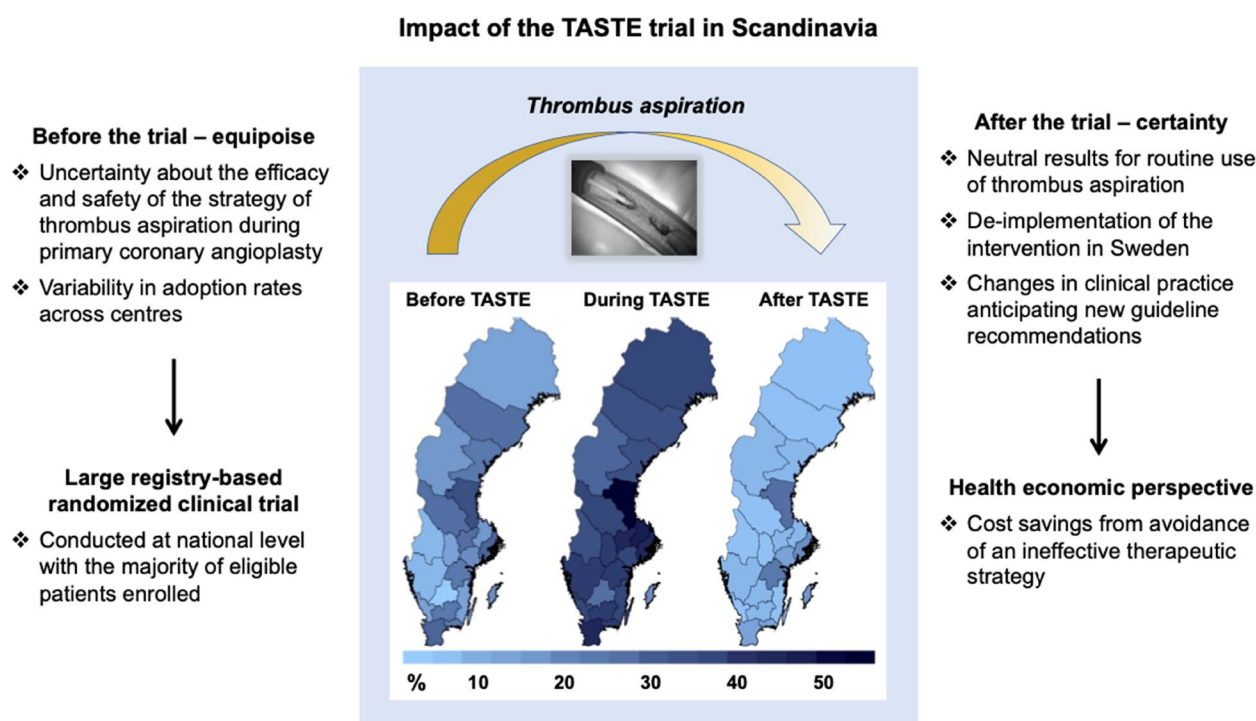 Impact of the TASTE trial in Scandinavia
Before the trial – equipoise
❖ Uncertainty about the efficacy
and safety of the strategy of
thrombus aspiration during
primary coronary angioplasty
❖ Variability in adoption rates
across centres
Large registry-based
randomized clinical trial
❖ Conducted at national level
with the majority of eligible
patients enrolled
Thrombus aspiration
Before TASTE
During TASTE
After TASTE
% 10 20 30 40 50
After the trial – certainty
❖ Neutral results for routine use
of thrombus aspiration
❖ De-implementation of the
intervention in Sweden
❖ Changes in clinical practice
anticipating new guideline
recommendations
Health economic perspective
❖ Cost savings from avoidance
of an ineffective therapeutic
strategy